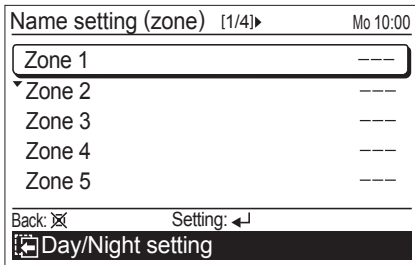 Name setting (zone) [1/4]▸ Mo 10:00
Zone 1 ---
Zone 2 ---
Zone 3 ---
Zone 4 ---
Zone 5 ---
Back: Setting: ↲
Day/Night setting